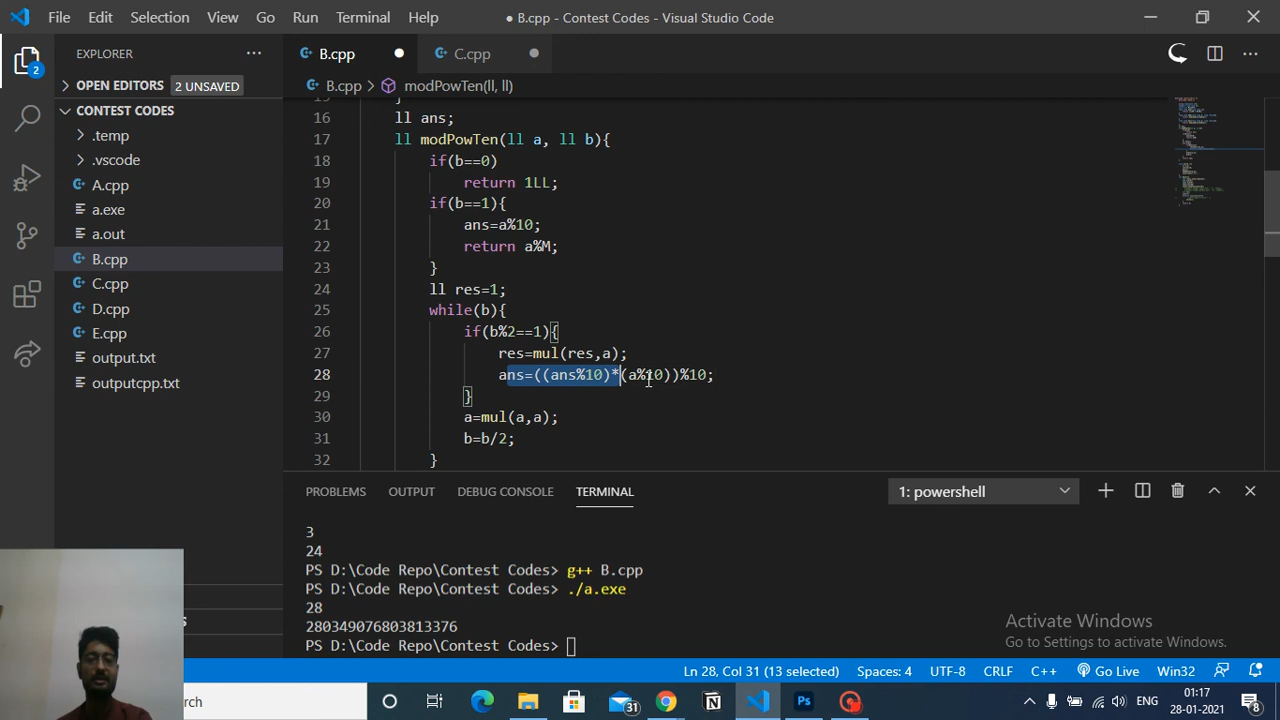 File Edit Selection View Go Run Terminal Help
B.cpp - Contest Codes - Visual Studio Code
EXPLORER
B.cpp
C.cpp
2
OPEN EDITORS 2 UNSAVED
B.cpp > modPowTen(ll, ll)
CONTEST CODES
.temp
.vscode
A.cpp
a.exe
a.out
B.cpp
C.cpp
D.cpp
E.cpp
output.txt
output.txt
16 ll ans;
17 ll modPowTen(ll a, ll b){
18 if(b==0)
19 return 1LL;
20 if(b==1){
21 ans=a%10;
22 return a%M;
23 }
24 ll res=1;
25 while(b){
26 if(b%2==1){
27 res=mul(res,a);
28 ans=((ans%10)*(a%10))%10;
29 }
30 a=mul(a,a);
31 b=b/2;
32 }
PROBLEMS OUTPUT DEBUG CONSOLE TERMINAL
1: powershell
3
24
PS D:\Code Repo\Contest Codes> g++ B.cpp
PS D:\Code Repo\Contest Codes> ./a.exe
28
280349076803813376
PS D:\Code Repo\Contest Codes>
Activate Windows
Go to Settings to activate Windows.
Ln 28, Col 31 (13 selected) Spaces: 4 UTF-8 CRLF C++ Go Live Win32
31
ENG
01:17
28-01-2021
8